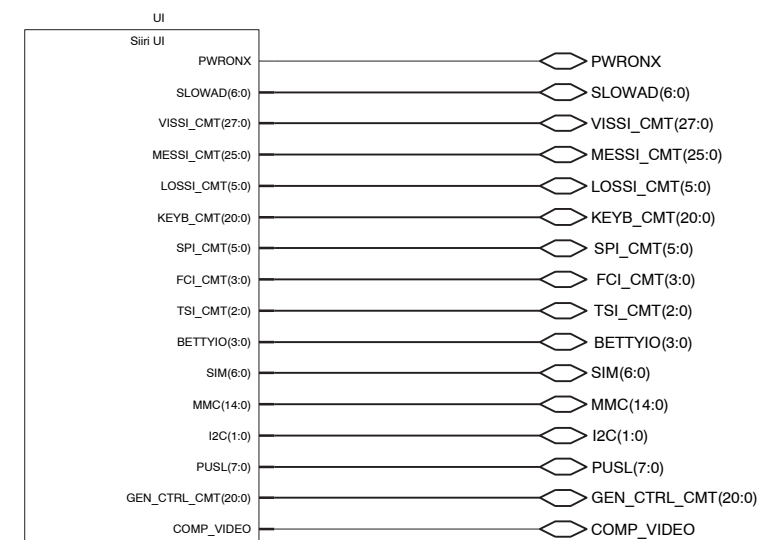 UI
Siiri UI
PWRONX PWRONX
SLOWAD(6:0) SLOWAD(6:0)
VISSI_CMT(27:0) VISSI_CMT(27:0)
MESSI_CMT(25:0) MESSI_CMT(25:0)
LOSSI_CMT(5:0) LOSSI_CMT(5:0)
KEYB_CMT(20:0) KEYB_CMT(20:0)
SPI_CMT(5:0) SPI_CMT(5:0)
FCI_CMT(3:0) FCI_CMT(3:0)
TSI_CMT(2:0) TSI_CMT(2:0)
BETTYIO(3:0) BETTYIO(3:0)
SIM(6:0) SIM(6:0)
MMC(14:0) MMC(14:0)
I2C(1:0) I2C(1:0)
PUSL(7:0) PUSL(7:0)
GEN_CTRL_CMT(20:0) GEN_CTRL_CMT(20:0)
COMP_VIDEO COMP_VIDEO